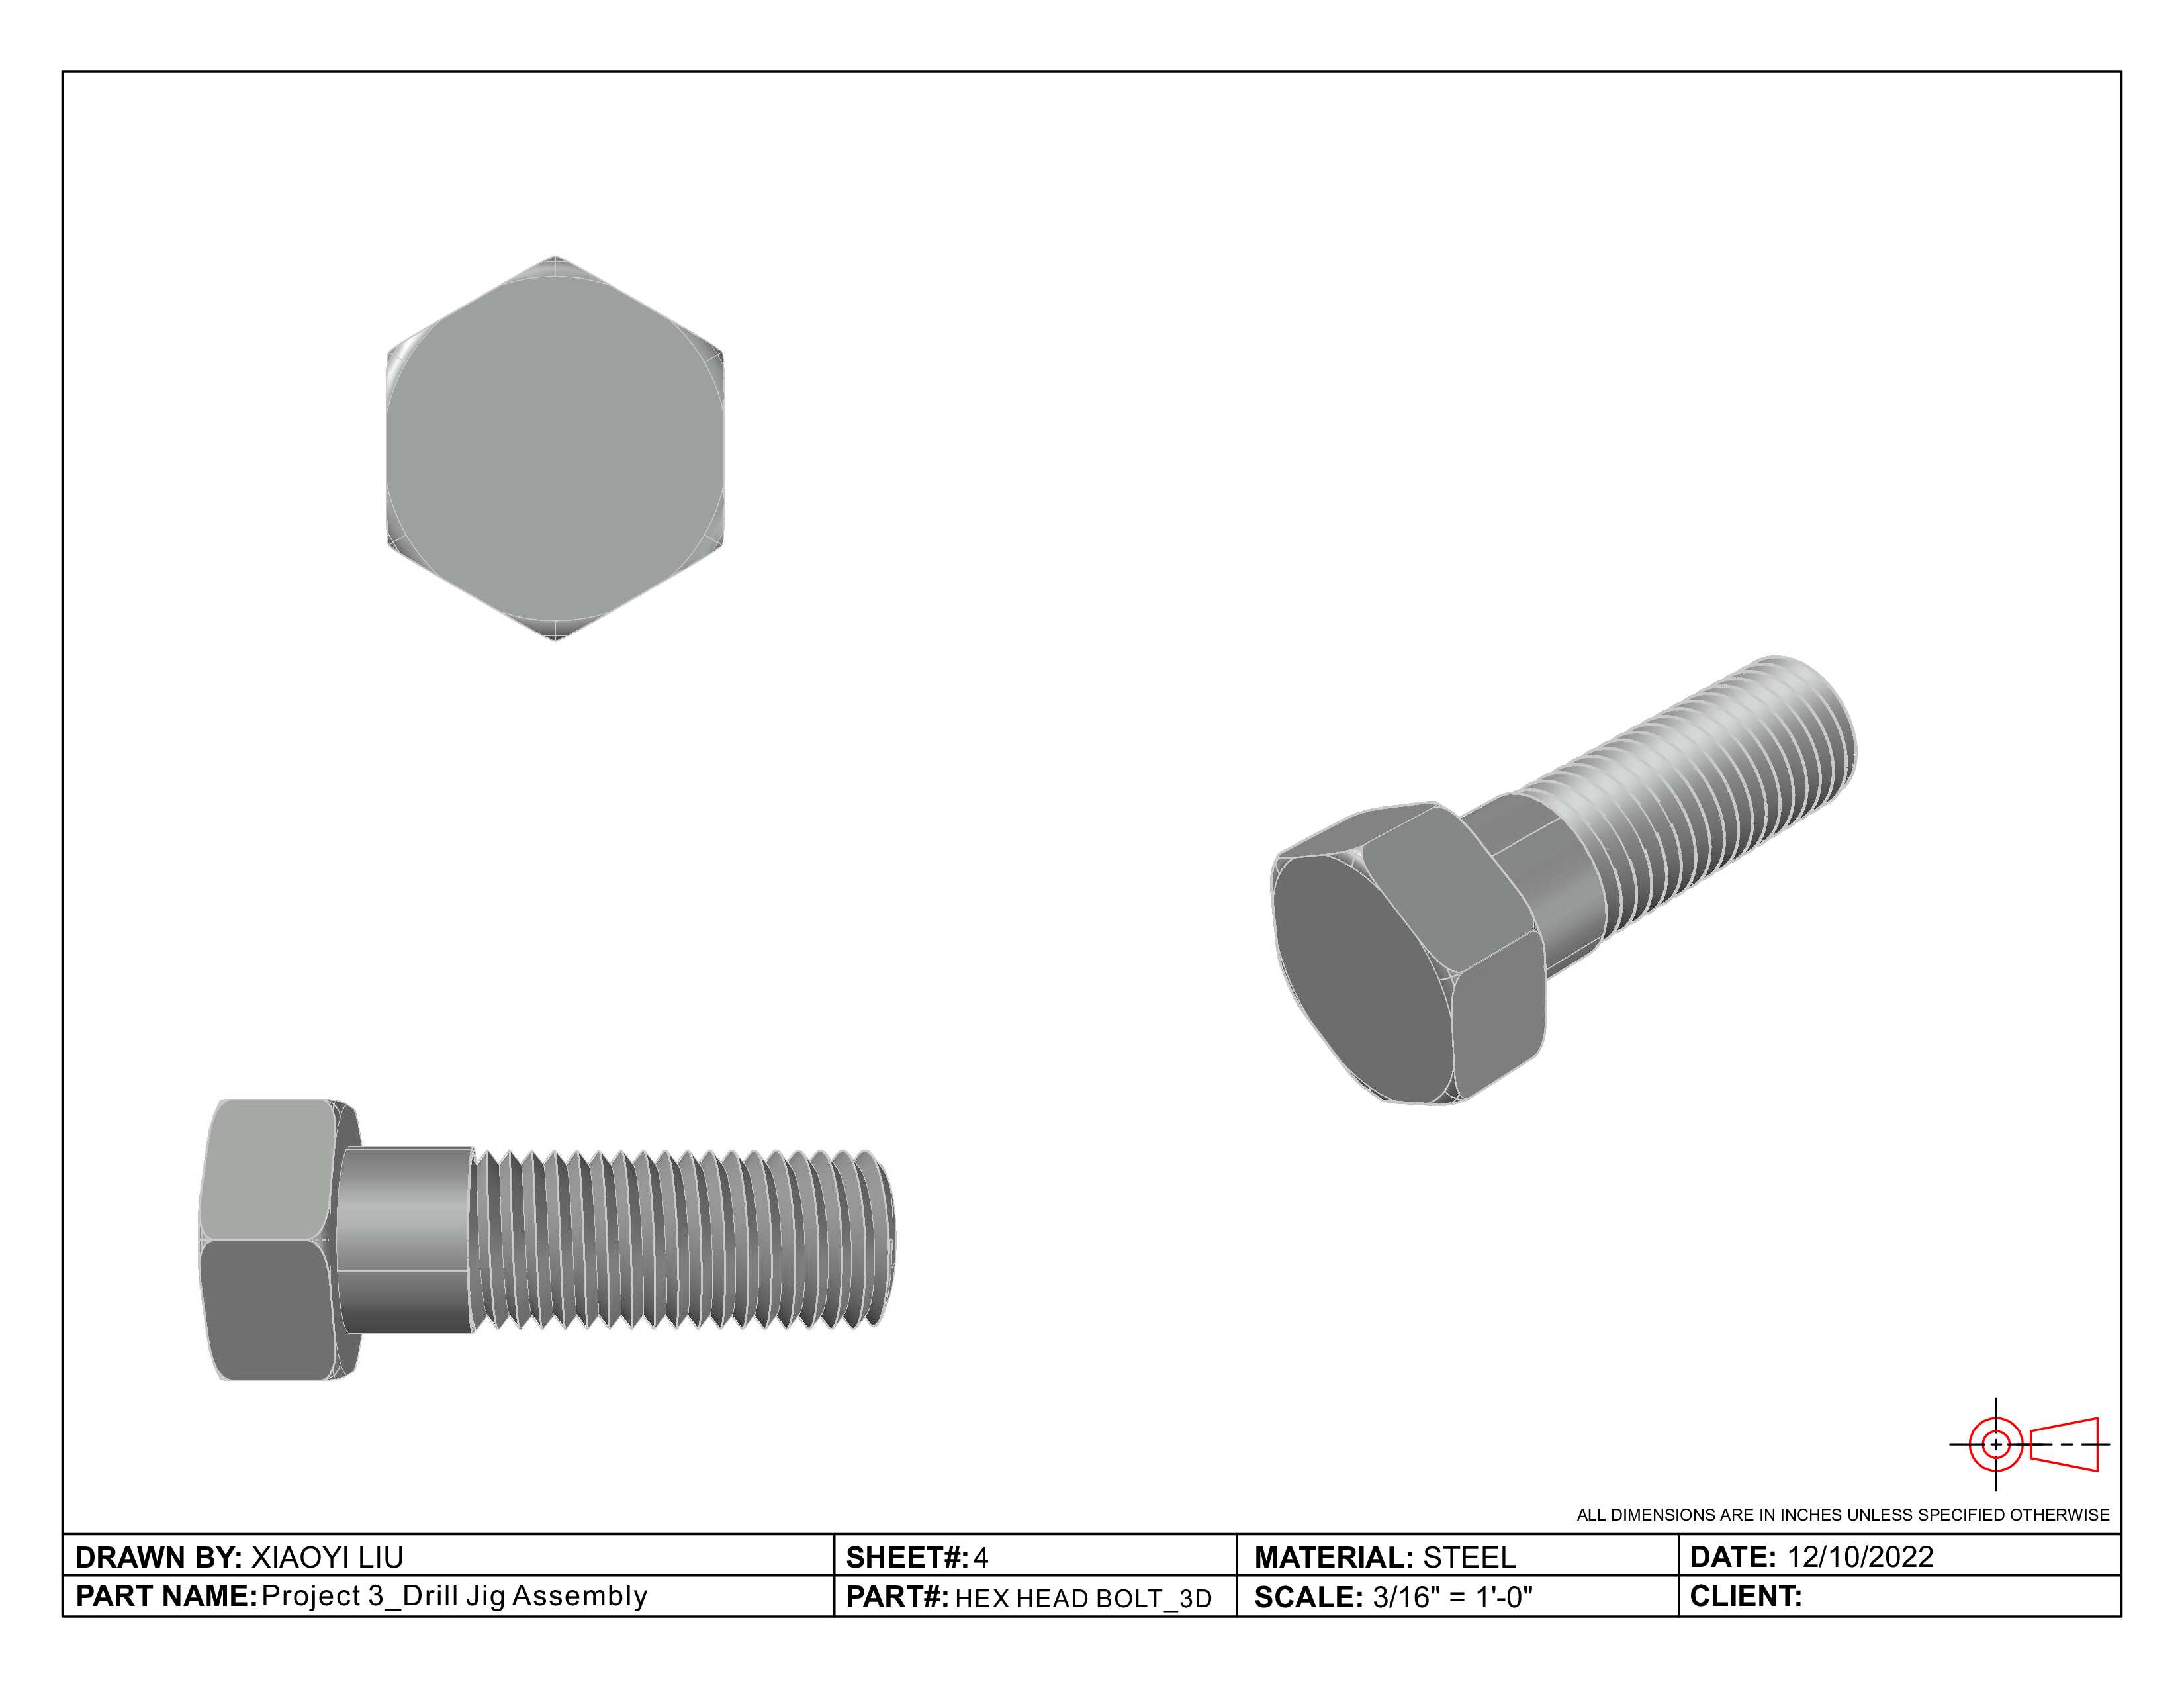 ALL DIMENSIONS ARE IN INCHES UNLESS SPECIFIED OTHERWISE
DRAWN BY: XIAOYI LIU
SHEET#: 4
MATERIAL: STEEL
DATE: 12/10/2022
PART NAME: Project 3_Drill Jig Assembly
PART#: HEX HEAD BOLT_3D
SCALE: 3/16" = 1'-0"
CLIENT: